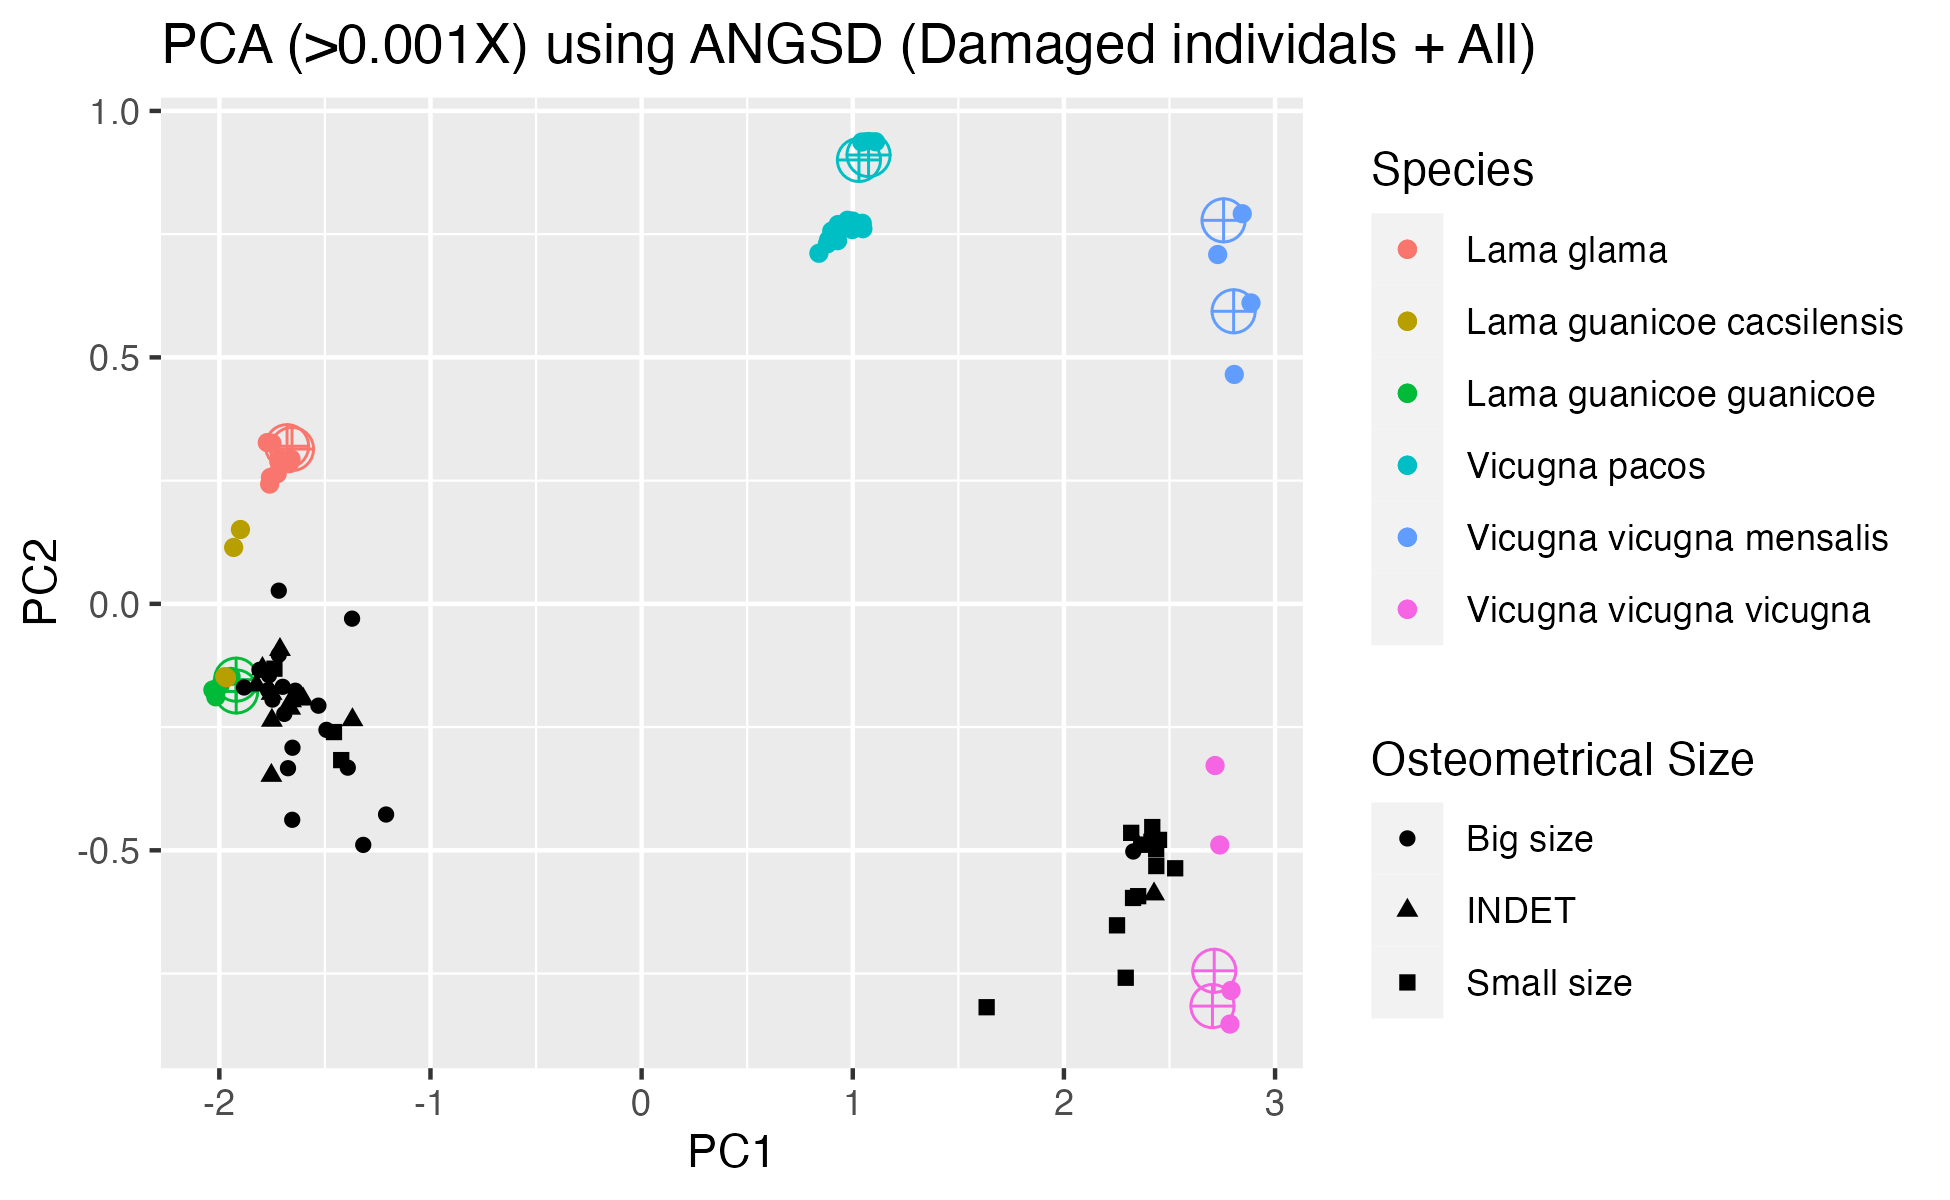 PCA (>0.001X) using ANGSD (Damaged individals + All)
1.0
0.5
0.0
-0.5
PC2
-2
-1
0
1
2
3
PC1
Species
Lama glama
Lama guanicoe cacsilensis
Lama guanicoe guanicoe
Vicugna pacos
Vicugna vicugna mensalis
Vicugna vicugna vicugna
Osteometrical Size
Big size
INDET
Small size